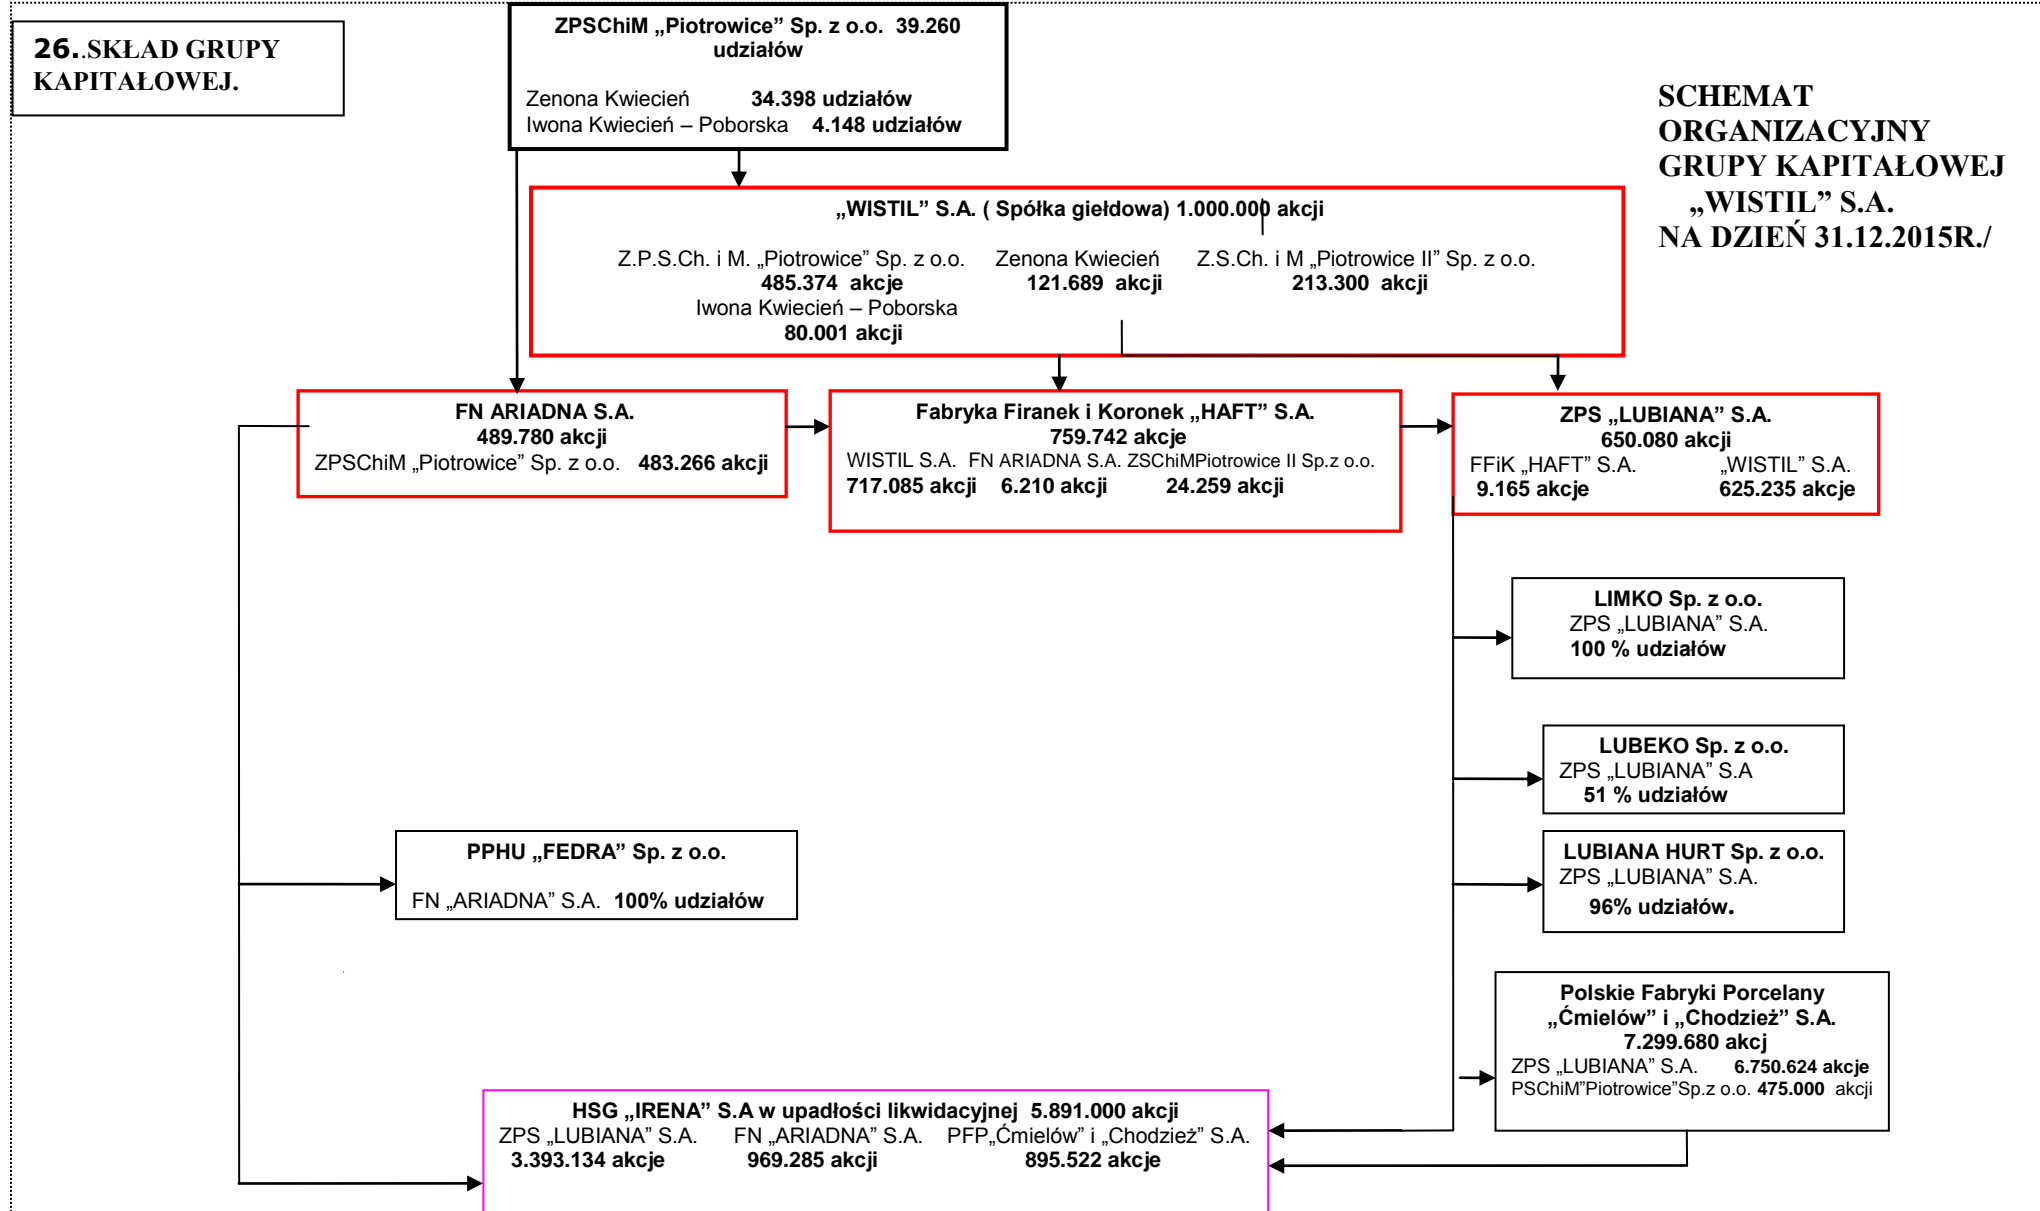 26..SKŁAD GRUPY
KAPITAŁOWEJ.
ZPSChiM „Piotrowice” Sp. z o.o. 39.260
udziałów
Zenona Kwiecień 34.398 udziałów
Iwona Kwiecień – Poborska 4.148 udziałów
SCHEMAT
ORGANIZACYJNY
GRUPY KAPITAŁOWEJ
„WISTIL” S.A.
NA DZIEŃ 31.12.2015R./
„WISTIL” S.A. ( Spółka giełdowa) 1.000.000 akcji
Z.P.S.Ch. i M. „Piotrowice” Sp. z o.o. Zenona Kwiecień Z.S.Ch. i M „Piotrowice II” Sp. z o.o.
485.374 akcje 121.689 akcji 213.300 akcji
Iwona Kwiecień – Poborska
80.001 akcji
FN ARIADNA S.A.
489.780 akcji
ZPSChiM „Piotrowice” Sp. z o.o. 483.266 akcji
Fabryka Firanek i Koronek „HAFT” S.A.
759.742 akcje
WISTIL S.A. FN ARIADNA S.A. ZSChiMPiotrowice II Sp.z o.o.
717.085 akcji 6.210 akcji 24.259 akcji
ZPS „LUBIANA” S.A.
650.080 akcji
FFiK „HAFT” S.A. „WISTIL” S.A.
9.165 akcje 625.235 akcje
LIMKO Sp. z o.o.
ZPS „LUBIANA” S.A.
100 % udziałów
LUBEKO Sp. z o.o.
ZPS „LUBIANA” S.A
51 % udziałów
PPHU „FEDRA” Sp. z o.o.
FN „ARIADNA” S.A. 100% udziałów
LUBIANA HURT Sp. z o.o.
ZPS „LUBIANA” S.A.
96% udziałów.
Polskie Fabryki Porcelany
„Ćmielów” i „Chodzież” S.A.
7.299.680 akcj
ZPS „LUBIANA” S.A. 6.750.624 akcje
PSChiM”Piotrowice”Sp.z o.o. 475.000 akcji
HSG „IRENA” S.A w upadłości likwidacyjnej 5.891.000 akcji
ZPS „LUBIANA” S.A. FN „ARIADNA” S.A. PFP„Ćmielów” i „Chodzież” S.A.
3.393.134 akcje 969.285 akcji 895.522 akcje